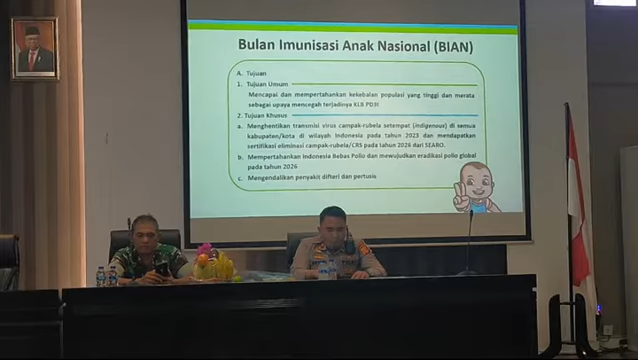 Bulan Imunisasi Anak Nasional (BIAN)
A. Tujuan
1. Tujuan Umum
Mencapai dan mempertahankan kekebalan populasi yang tinggi dan merata
sebagai upaya mencegah terjadinya KLB PD3I
2. Tujuan Khusus
a. Menghentikan transmisi virus campak-rubela setempat (indigenous) di semua
kabupaten/kota di wilayah Indonesia pada tahun 2023 dan mendapatkan
sertifikasi eliminasi campak-rubela/CRS pada tahun 2026 dari SEARO.
b. Mempertahankan Indonesia Bebas Polio dan mewujudkan eradikasi polio global
pada tahun 2026
c. Mengendalikan penyakit difteri dan pertusis